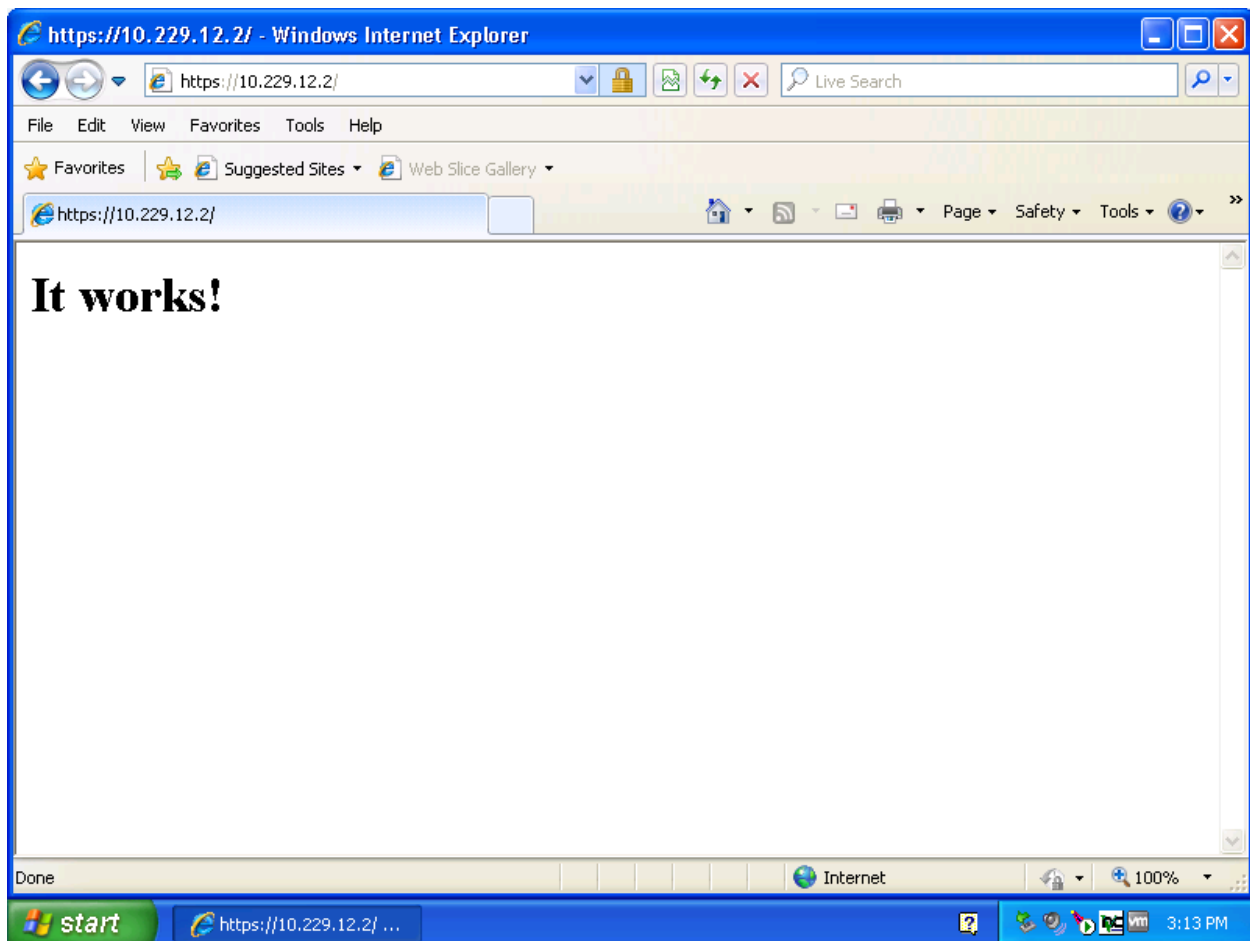 https://10.229.12.2/ - Windows Internet Explorer
https://10.229.12.2/ Live Search
File Edit View Favorites Tools Help
Favorites Suggested Sites Web Slice Gallery
https://10.229.12.2/ Page Safety Tools »
It works!
Done Internet 100%
start https://10.229.12.2/ ... vm 3:13 PM